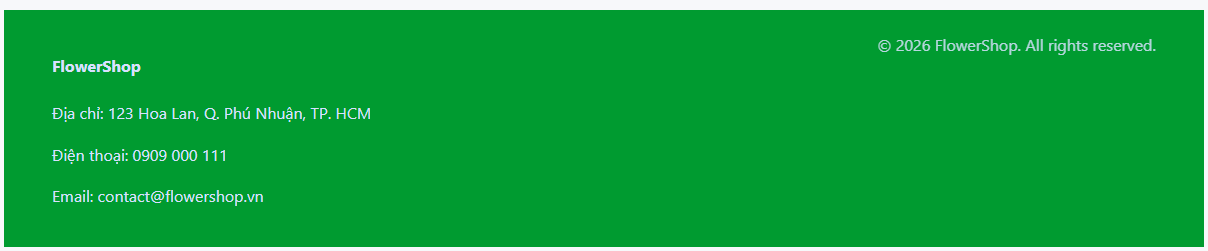 © 2026 FlowerShop. All rights reserved.
FlowerShop
Địa chỉ: 123 Hoa Lan, Q. Phú Nhuận, TP. HCM
Điện thoại: 0909 000 111
Email: contact@flowershop.vn